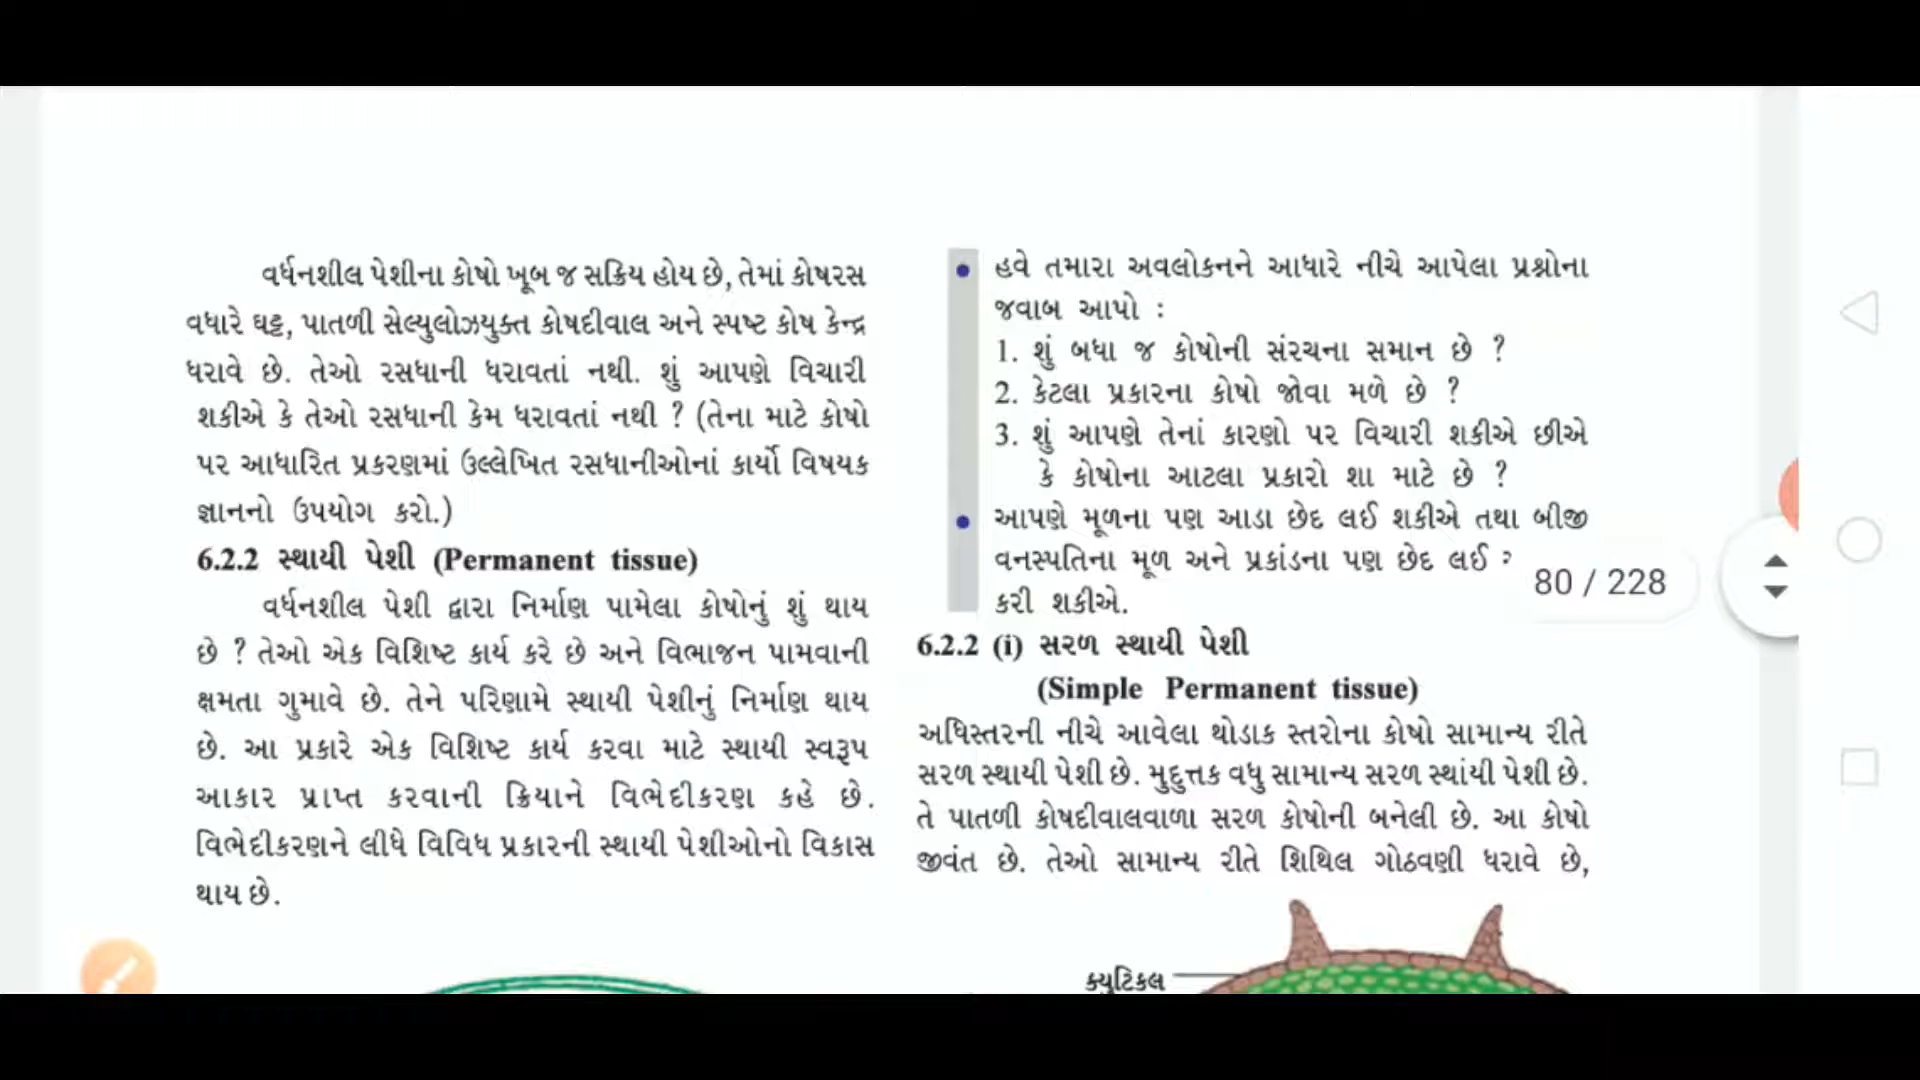 વર્ધનશીલ પેશીના કોષો ખૂબ જ સક્રિય હોય છે, તેમાં કોષરસ
વધારે ઘટ્ટ, પાતળી સેલ્યુલોઝયુક્ત કોષદીવાલ અને સ્પષ્ટ કોષ કેન્દ્ર
ધરાવે છે. તેઓ રસધાની ધરાવતાં નથી. શું આપણે વિચારી
શકીએ કે તેઓ રસધાની કેમ ધરાવતાં નથી ? (તેના માટે કોષો
પર આધારિત પ્રકરણમાં ઉલ્લેખિત રસધાનીઓનાં કાર્યો વિષયક
જ્ઞાનનો ઉપયોગ કરો.)
6.2.2 સ્થાયી પેશી (Permanent tissue)
વર્ધનશીલ પેશી દ્વારા નિર્માણ પામેલા કોષોનું શું થાય
છે ? તેઓ એક વિશિષ્ટ કાર્ય કરે છે અને વિભાજન પામવાની
ક્ષમતા ગુમાવે છે. તેને પરિણામે સ્થાયી પેશીનું નિર્માણ થાય
છે. આ પ્રકારે એક વિશિષ્ટ કાર્ય કરવા માટે સ્થાયી સ્વરૂપ
આકાર પ્રાપ્ત કરવાની ક્રિયાને વિભેદીકરણ કહે છે.
વિભેદીકરણને લીધે વિવિધ પ્રકારની સ્થાયી પેશીઓનો વિકાસ
થાય છે.
• હવે તમારા અવલોકનને આધારે નીચે આપેલા પ્રશ્નોના
જવાબ આપો :
1. શું બધા જ કોષોની સંરચના સમાન છે ?
2. કેટલા પ્રકારના કોષો જોવા મળે છે ?
3. શું આપણે તેનાં કારણો પર વિચારી શકીએ છીએ
કે કોષોના આટલા પ્રકારો શા માટે છે ?
• આપણે મૂળના પણ આડા છેદ લઈ શકીએ તથા બીજી
વનસ્પતિના મૂળ અને પ્રકાંડના પણ છેદ લઈ
કરી શકીએ.
80 / 228
6.2.2 (i) સરળ સ્થાયી પેશી
(Simple Permanent tissue)
અધિસ્તરની નીચે આવેલા થોડાક સ્તરોના કોષો સામાન્ય રીતે
સરળ સ્થાયી પેશી છે. મુદુત્તક વધુ સામાન્ય સરળ સ્થાંયી પેશી છે.
તે પાતળી કોષદીવાલવાળા સરળ કોષોની બનેલી છે. આ કોષો
જીવંત છે. તેઓ સામાન્ય રીતે શિથિલ ગોઠવણી ધરાવે છે,
ક્યુટિકલ